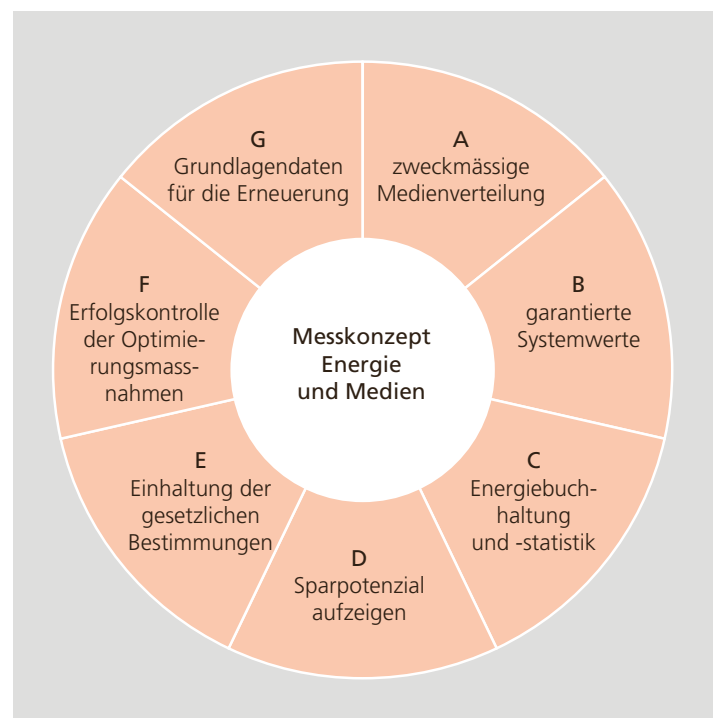 A
zweckmässige
Medienverteilung
B
garantierte
Systemwerte
C
Energiebuch-
haltung
und -statistik
D
Sparpotenzial
aufzeigen
E
Einhaltung der
gesetzlichen
Bestimmungen
F
Erfolgskontrolle
der Optimie-
rungsmass-
nahmen
G
Grundlagendaten
für die Erneuerung
Messkonzept
Energie
und Medien